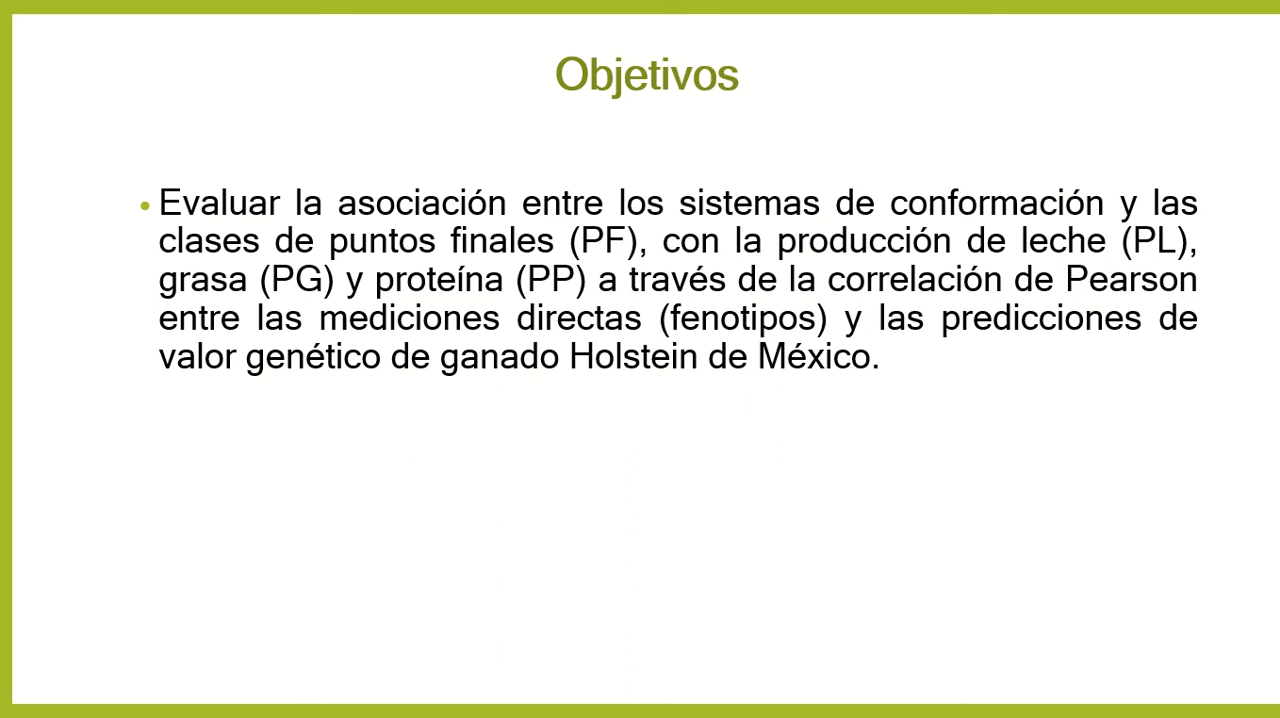 Objetivos
• Evaluar la asociación entre los sistemas de conformación y las
clases de puntos finales (PF), con la producción de leche (PL),
grasa (PG) y proteína (PP) a través de la correlación de Pearson
entre las mediciones directas (fenotipos) y las predicciones de
valor genético de ganado Holstein de México.